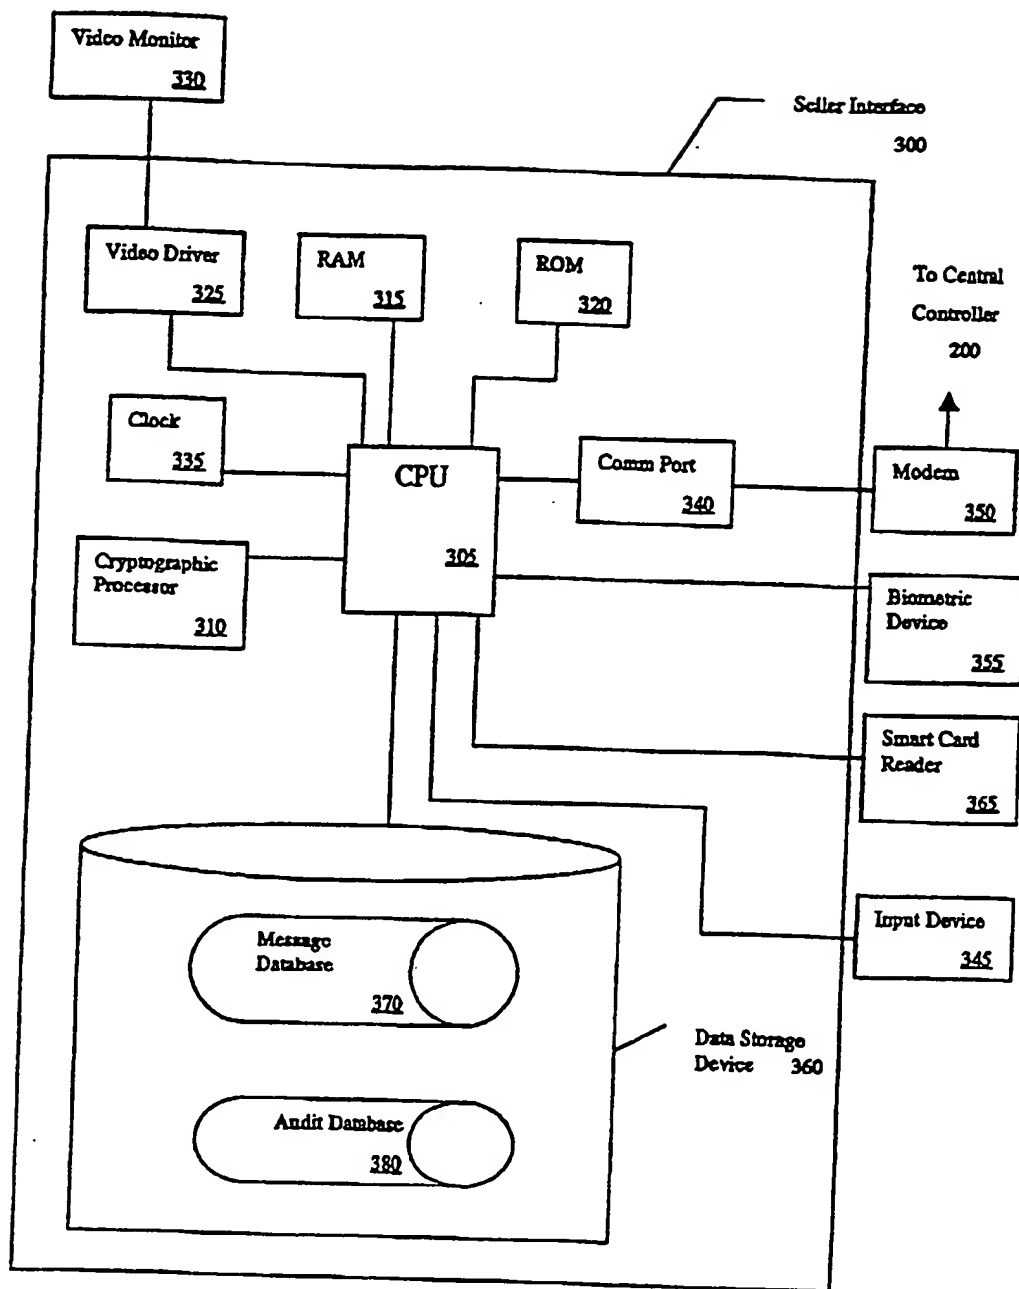 Video Monitor
330
Seller Interface
300
Video Driver
325
RAM
315
ROM
320
To Central
Controller
200
Clock
335
CPU
305
Comm Port
340
Modem
350
Cryptographic
Processor
310
Biometric
Device
355
Smart Card
Reader
365
Input Device
345
Message
Database
370
Data Storage
Device 360
Audit Database
380